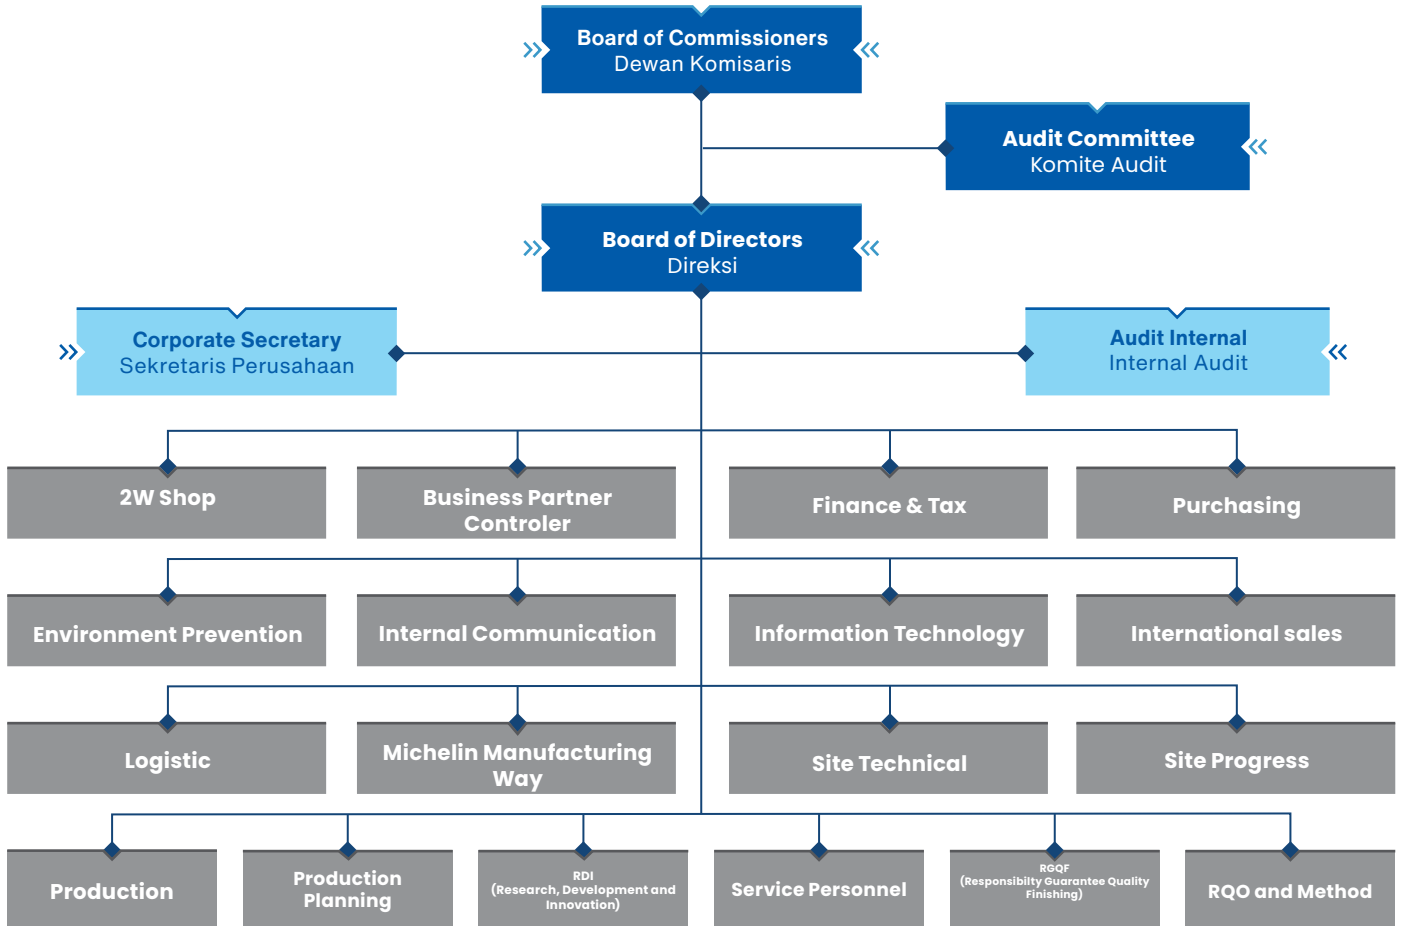 Board of Commissioners
Dewan Komisaris
Audit Committee
Komite Audit
Board of Directors
Direksi
Corporate Secretary
Sekretaris Perusahaan
Audit Internal
Internal Audit
2W Shop
Business Partner
Controler
Finance & Tax
Purchasing
Environment Prevention
Internal Communication
Information Technology
International sales
Logistic
Michelin Manufacturing
Way
Site Technical
Site Progress
Production
Production
Planning
RDI
(Research, Development and
Innovation)
Service Personnel
RGQF
(Responsibilty Guarantee Quality
Finishing)
RQO and Method